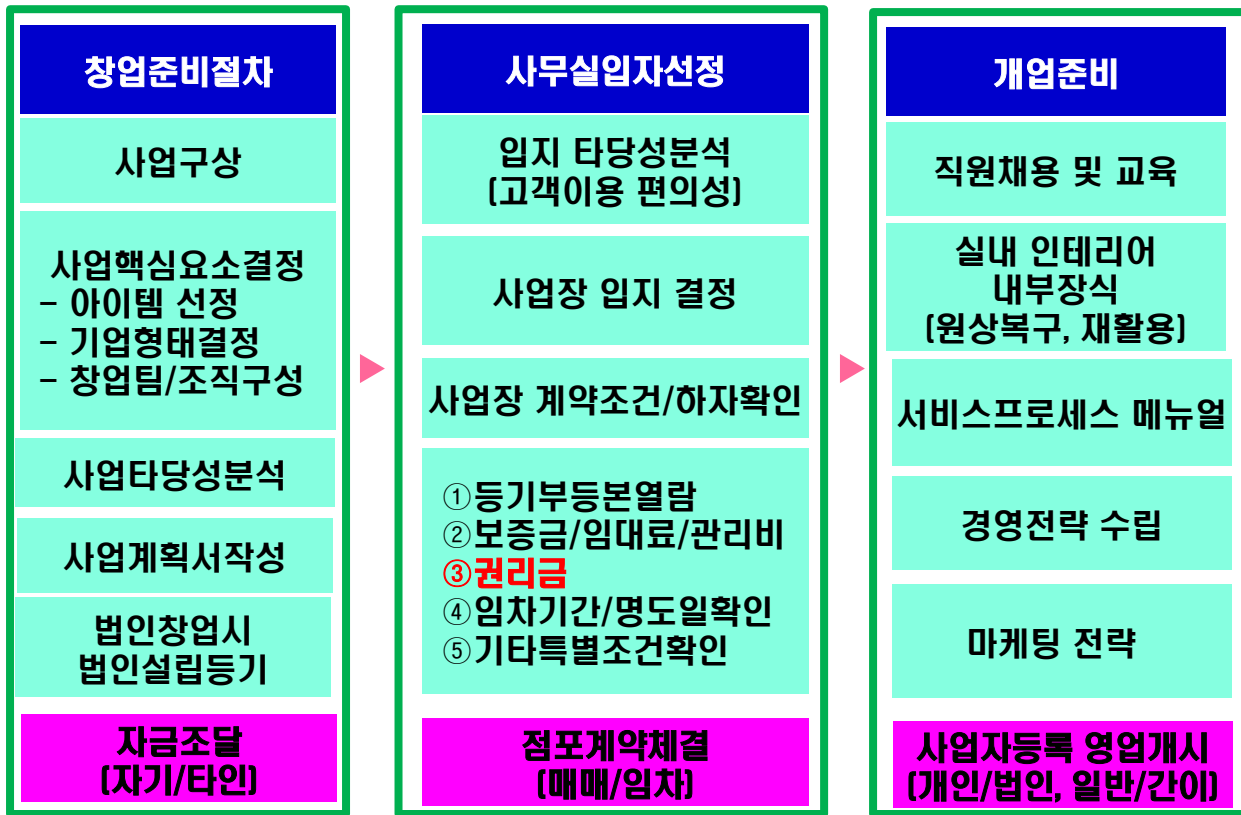 창업준비절차
사업구상
사업핵심요소결정
- 아이템 선정
- 기업형태결정
- 창업팀/조직구성
사업타당성분석
사업계획서작성
법인창업시
법인설립등기
자금조달
(자기/타인)
사무실입자선정
입지 타당성분석
(고객이용 편의성)
사업장 입지 결정
사업장 계약조건/하자확인
①등기부등본열람
②보증금/임대료/관리비
③권리금
④임차기간/명도일확인
⑤기타특별조건확인
점포계약체결
(매매/임차)
개업준비
직원채용 및 교육
실내 인테리어
내부장식
(원상복구, 재활용)
서비스프로세스 메뉴얼
경영전략 수립
마케팅 전략
사업자등록 영업개시
(개인/법인, 일반/간이)